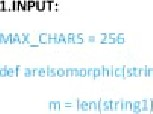 1.INPUT:
MAX_CHARS = 256
def areIsomorphic(strin
m = len(string1)